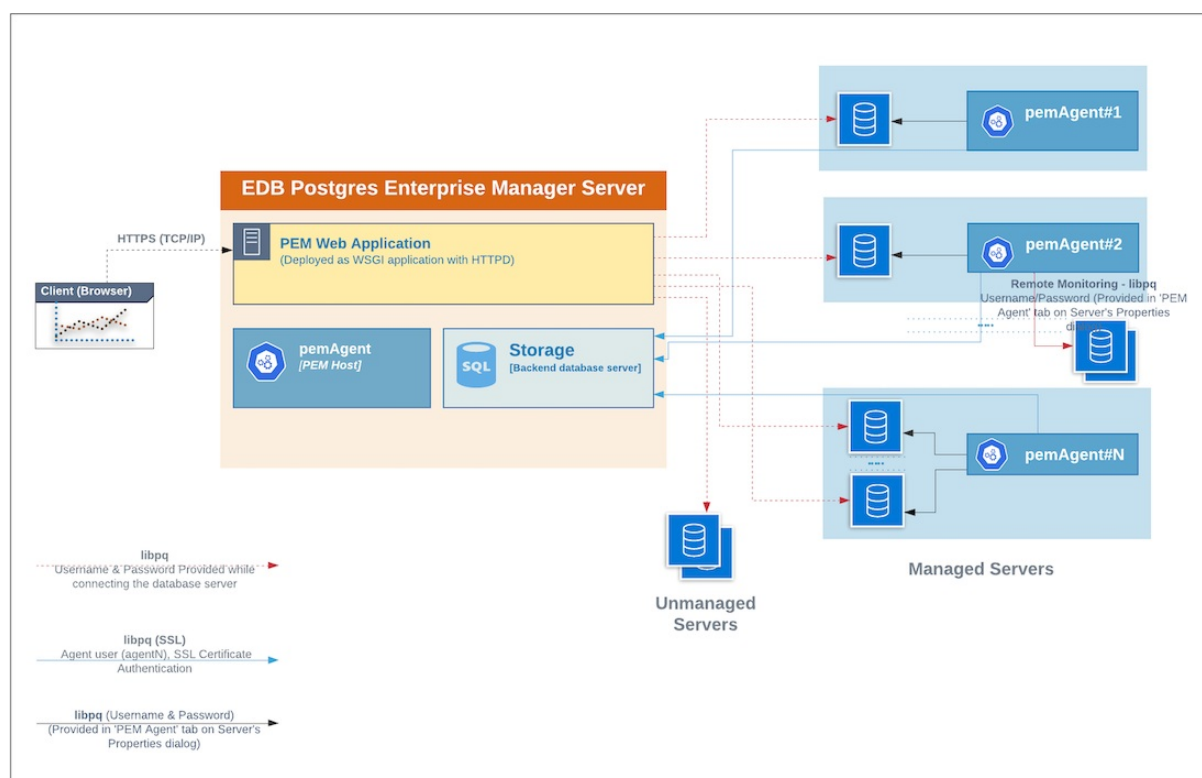 pemAgent#1
EDB Postgres Enterprise Manager Server
HTTPS (TCP/IP)
PEM Web Application
(Deployed as WSGI application with HTTPD)
pemAgent#2
Remote Monitoring - libpq
Username/Password (Provided in 'PEM
Agent' tab on Server's Properties
Client (Browser)
pemAgent
[PEM Host]
SQL
Storage
[Backend database server]
pemAgent#N
Managed Servers
Unmanaged
Servers
libpq
Username & Password Provided while
connecting the database server
libpq (SSL)
Agent user (agentN), SSL Certificate
Authentication
libpq (Username & Password)
(Provided in 'PEM Agent' tab on Server's
Properties dialog)